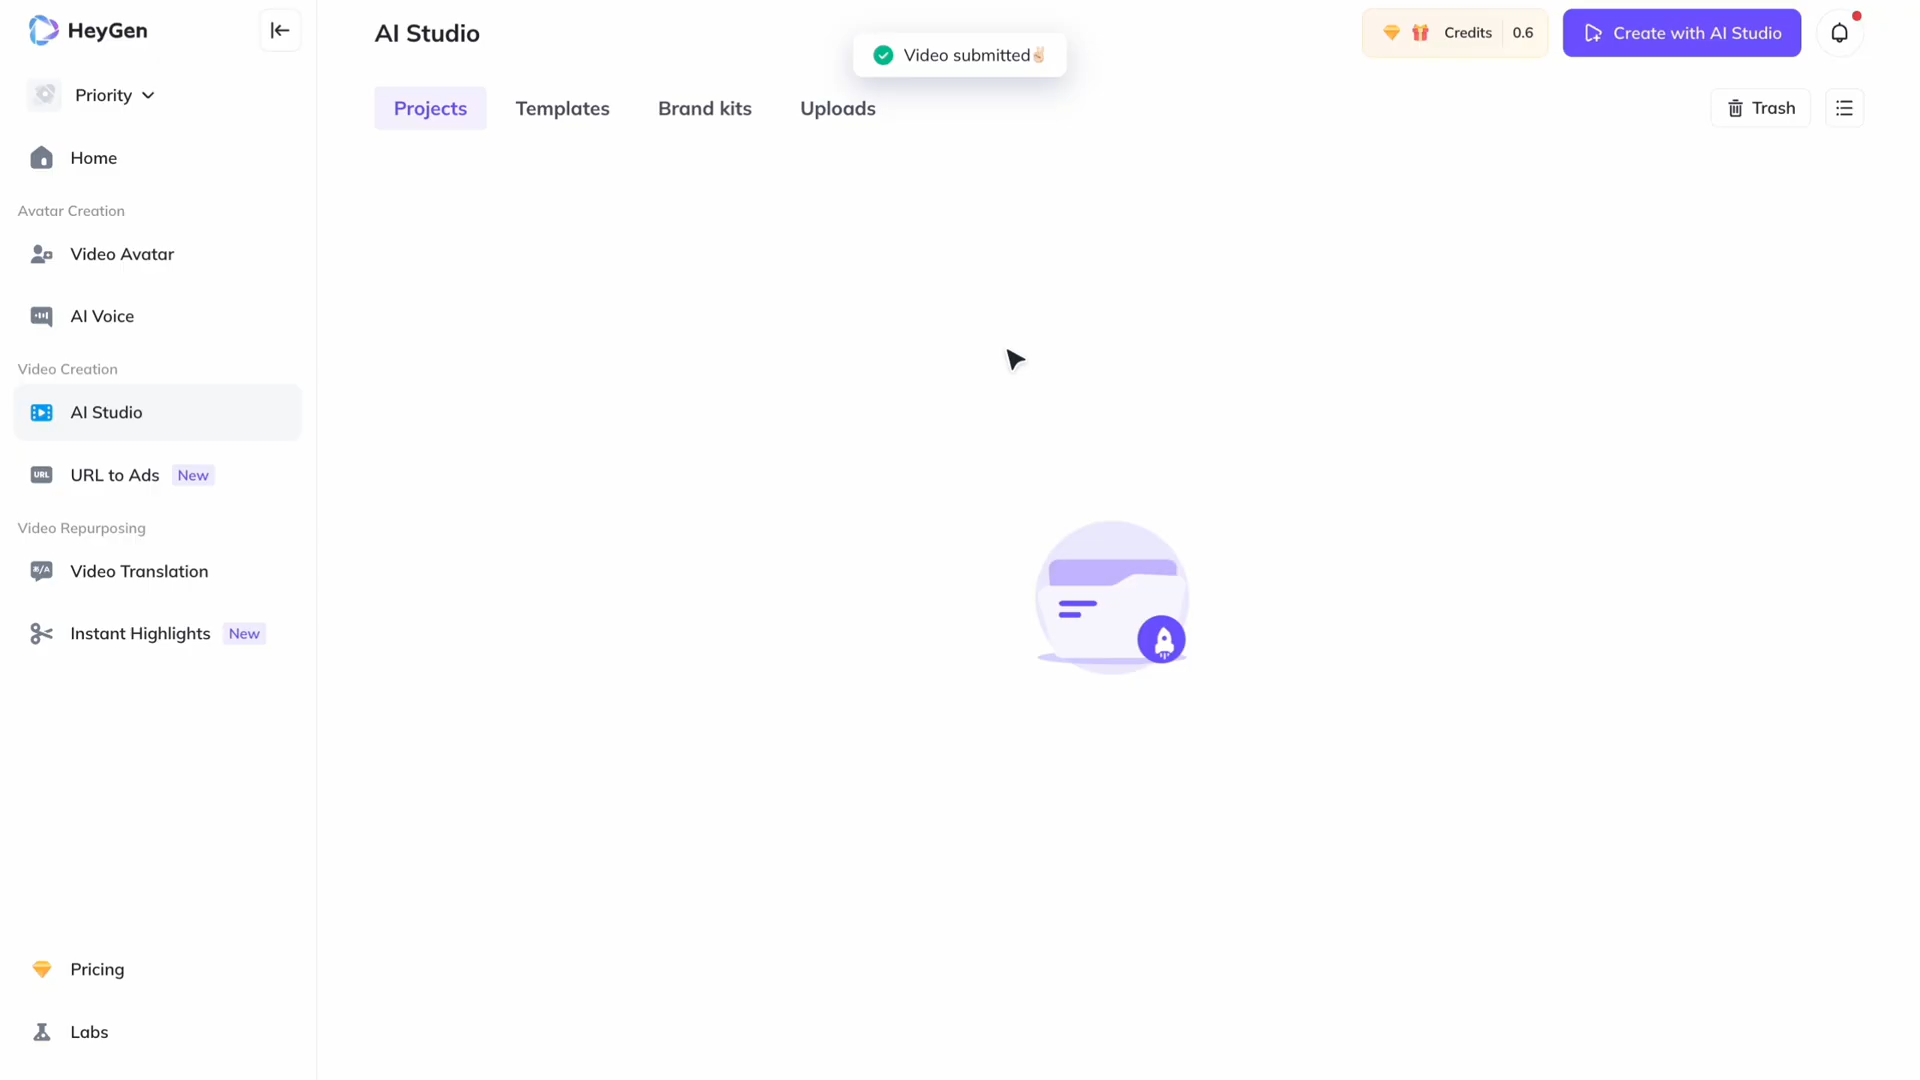 HeyGen
Priority
Home
Avatar Creation
Video Avatar
AI Voice
Video Creation
AI Studio
URL
URL to Ads New
Video Repurposing
Video Translation
Instant Highlights New
Pricing
Labs
AI Studio
Video submitted✌🏻
Credits 0.6
Create with AI Studio
Projects Templates Brand kits Uploads
Trash